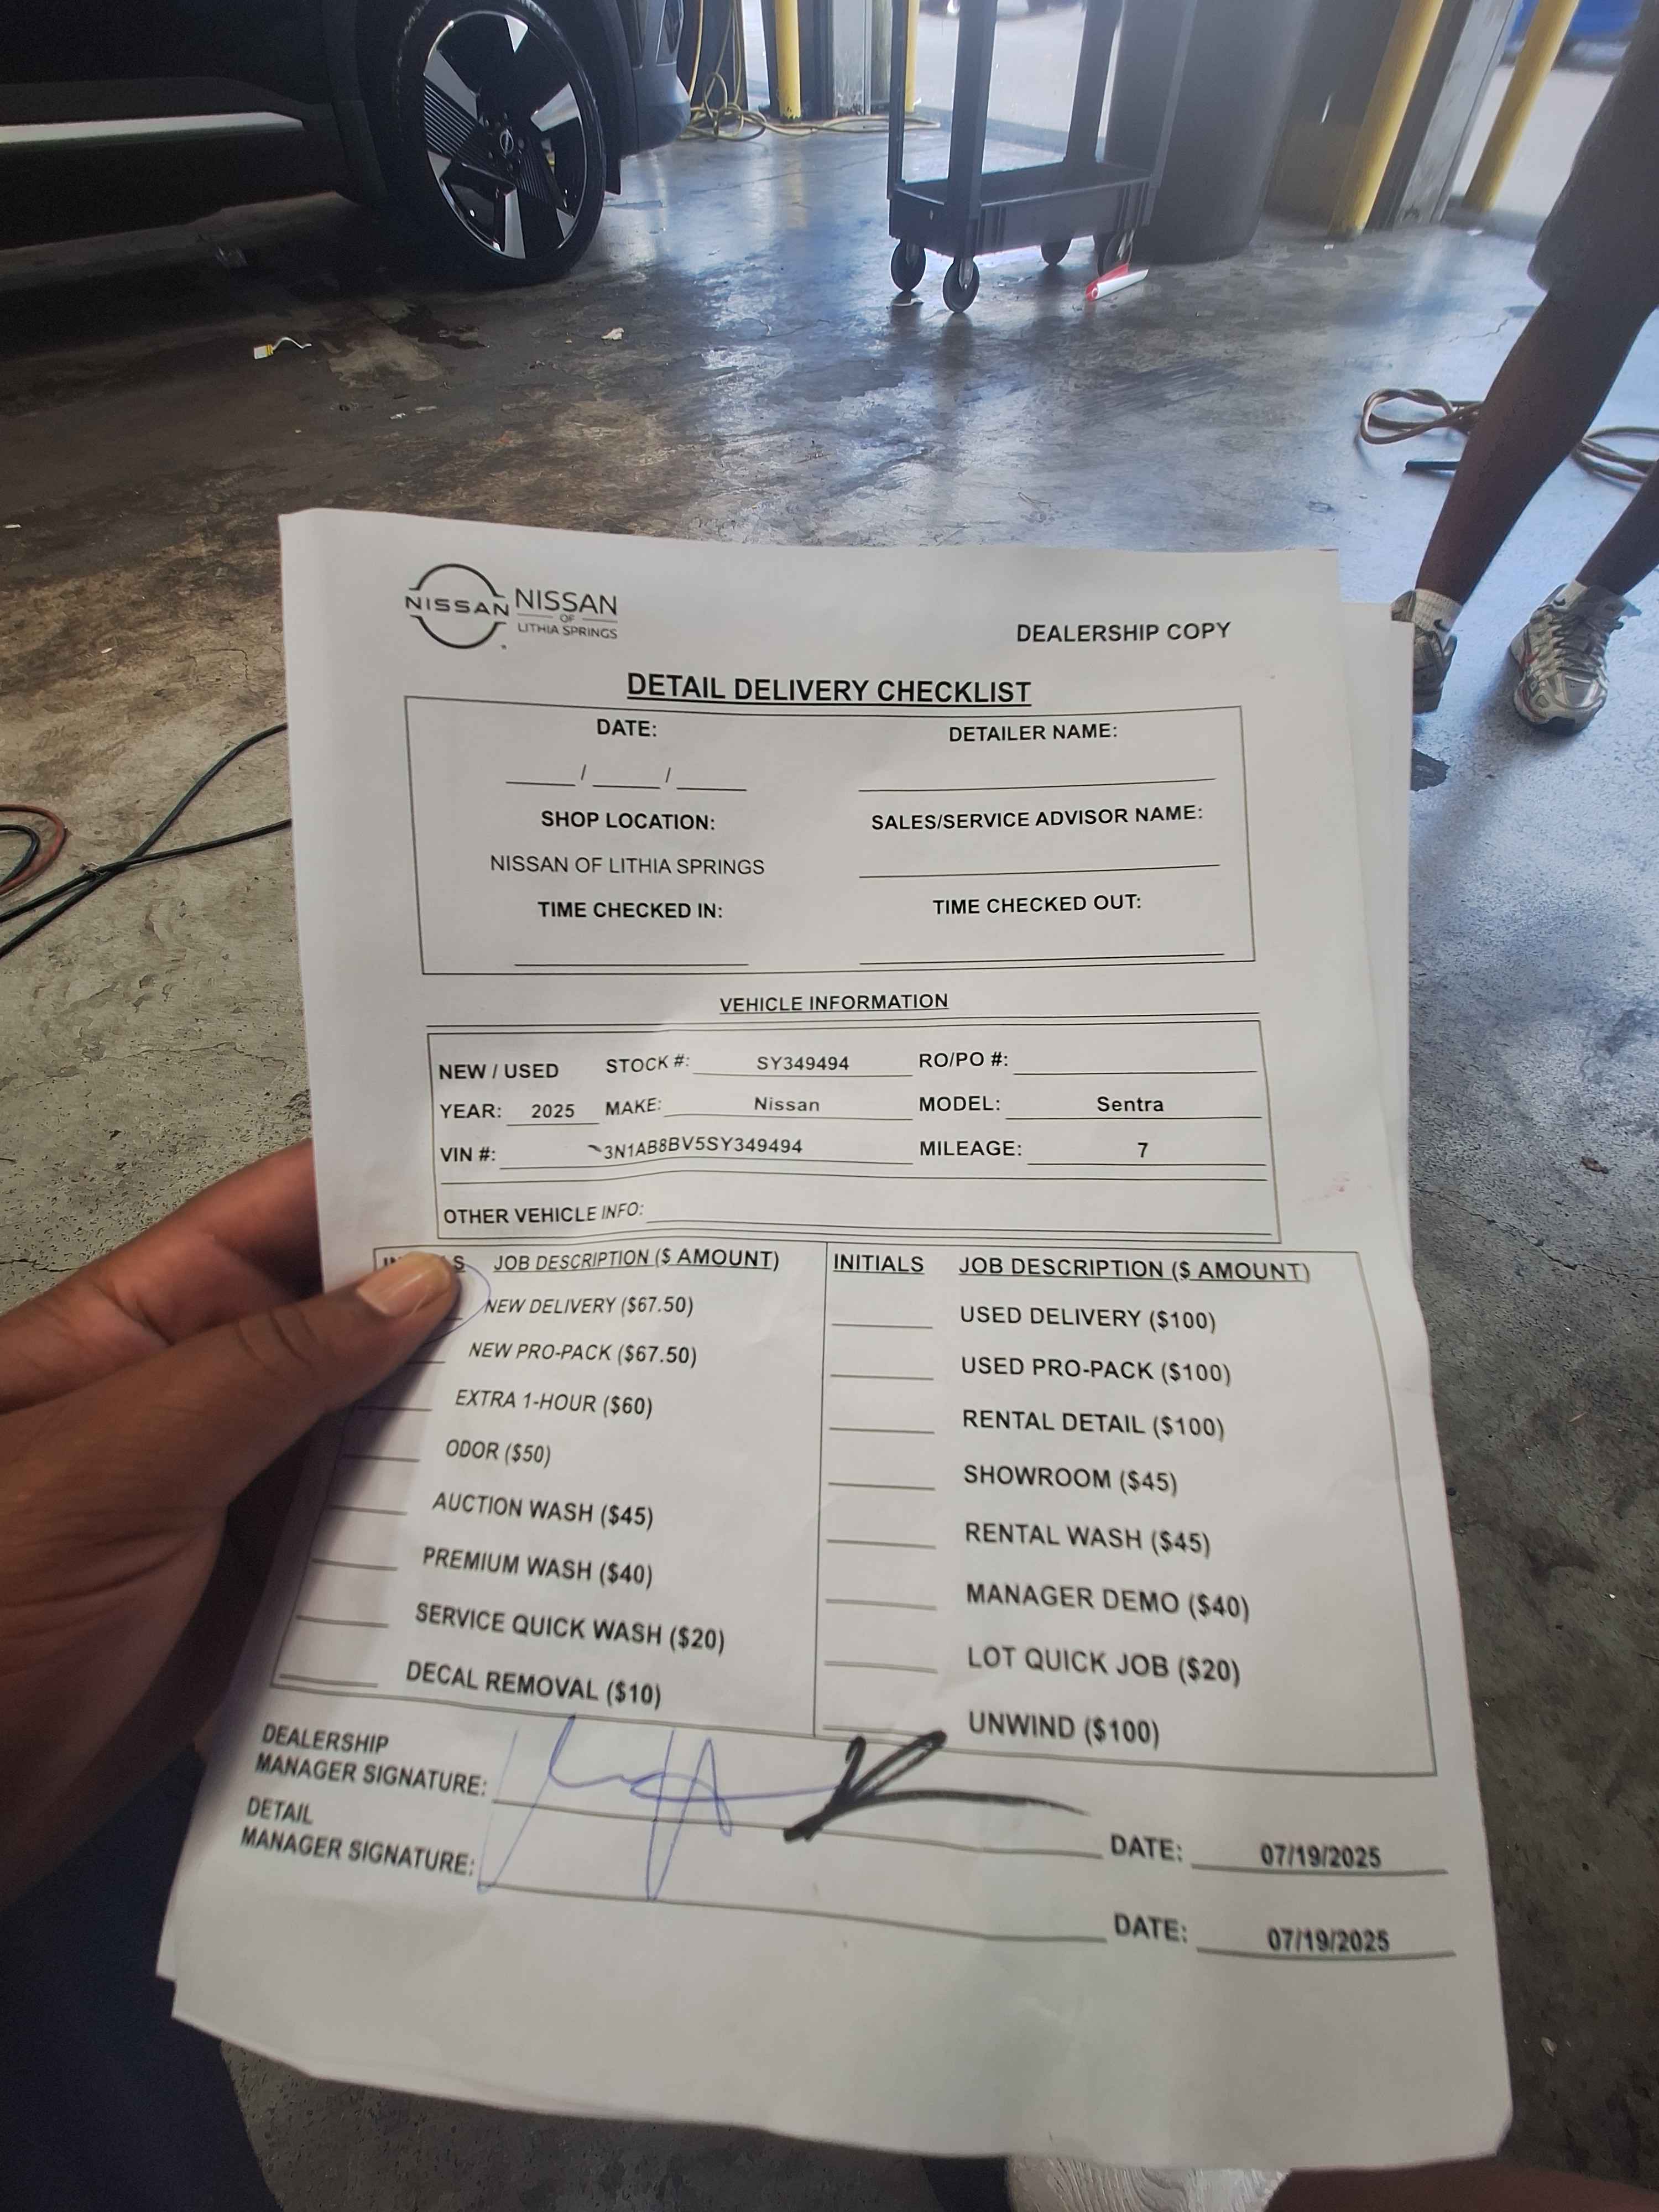 NISSAN NISSAN
OF
LITHIA SPRINGS
DEALERSHIP COPY
DETAIL DELIVERY CHECKLIST
DATE: DETAILER NAME:
____ / ____ / ____
SHOP LOCATION: SALES/SERVICE ADVISOR NAME:
NISSAN OF LITHIA SPRINGS
TIME CHECKED IN: TIME CHECKED OUT:
VEHICLE INFORMATION
NEW / USED STOCK #: SY349494 RO/PO #:
YEAR: 2025 MAKE: Nissan MODEL: Sentra
VIN #: 3N1AB8BV5SY349494 MILEAGE: 7
OTHER VEHICLE INFO:
JOB DESCRIPTION ($ AMOUNT) INITIALS JOB DESCRIPTION ($ AMOUNT)
NEW DELIVERY ($67.50) USED DELIVERY ($100)
NEW PRO-PACK ($67.50) USED PRO-PACK ($100)
EXTRA 1-HOUR ($60) RENTAL DETAIL ($100)
ODOR ($50) SHOWROOM ($45)
AUCTION WASH ($45) RENTAL WASH ($45)
PREMIUM WASH ($40) MANAGER DEMO ($40)
SERVICE QUICK WASH ($20) LOT QUICK JOB ($20)
DECAL REMOVAL ($10) UNWIND ($100)
DEALERSHIP
MANAGER SIGNATURE: DATE: 07/19/2025
DETAIL
MANAGER SIGNATURE: DATE: 07/19/2025